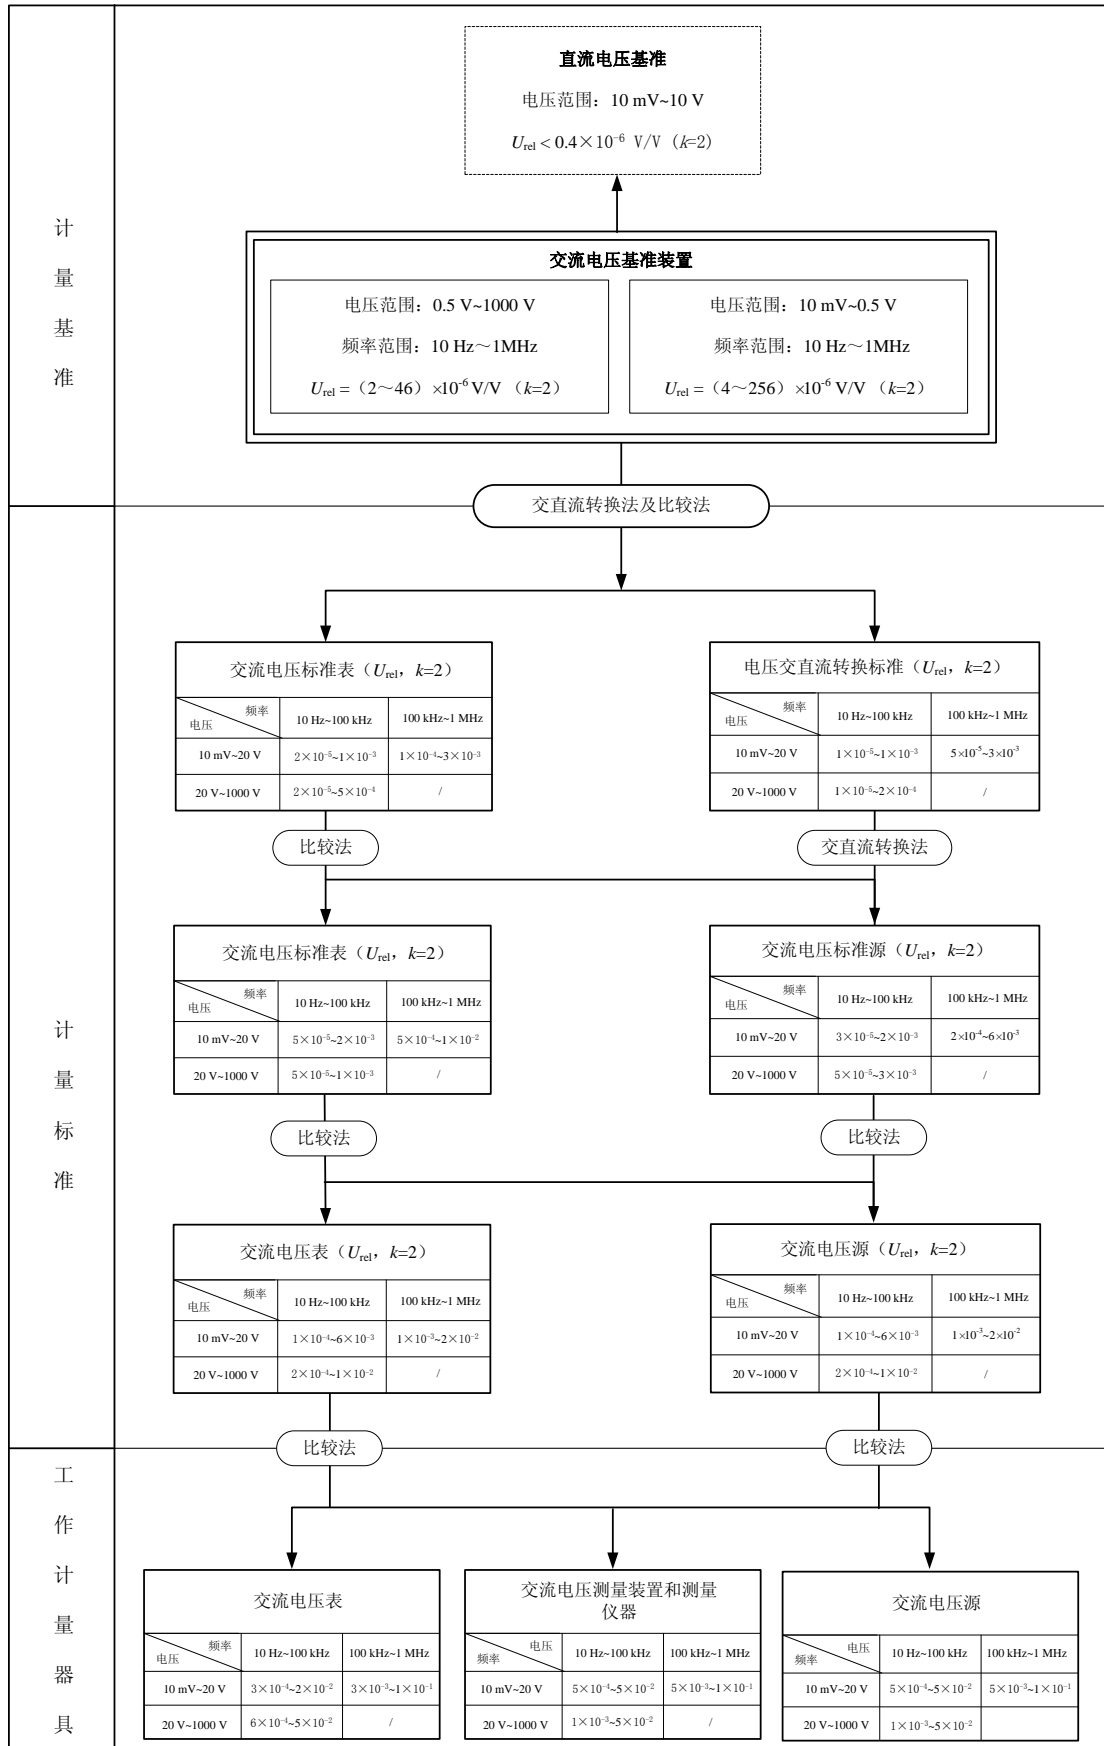 直流电压基准
电压范围：10 mV~10 V
Urel < 0.4×10⁻⁶ V/V (k=2)
计
量
基
准
交流电压基准装置
电压范围：0.5 V~1000 V
频率范围：10 Hz～1MHz
Urel =（2～46）×10⁻⁶ V/V （k=2）
电压范围：10 mV~0.5 V
频率范围：10 Hz～1MHz
Urel =（4～256）×10⁻⁶ V/V （k=2）
交直流转换法及比较法
计
量
标
准
交流电压标准表（Urel，k=2）
频率
电压
10 Hz~100 kHz 100 kHz~1 MHz
10 mV~20 V 2×10⁻⁵~1×10⁻³ 1×10⁻⁴~3×10⁻³
20 V~1000 V 2×10⁻⁵~5×10⁻⁴ /
比较法
电压交直流转换标准（Urel，k=2）
频率
电压
10 Hz~100 kHz 100 kHz~1 MHz
10 mV~20 V 1×10⁻⁵~1×10⁻³ 5×10⁻⁵~3×10⁻³
20 V~1000 V 1×10⁻⁵~2×10⁻⁴ /
交直流转换法
交流电压标准表（Urel，k=2）
频率
电压
10 Hz~100 kHz 100 kHz~1 MHz
10 mV~20 V 5×10⁻⁵~2×10⁻³ 5×10⁻⁴~1×10⁻²
20 V~1000 V 5×10⁻⁵~1×10⁻³ /
比较法
交流电压标准源（Urel，k=2）
频率
电压
10 Hz~100 kHz 100 kHz~1 MHz
10 mV~20 V 3×10⁻⁵~2×10⁻³ 2×10⁻⁴~6×10⁻³
20 V~1000 V 5×10⁻⁵~3×10⁻³ /
比较法
交流电压表（Urel，k=2）
频率
电压
10 Hz~100 kHz 100 kHz~1 MHz
10 mV~20 V 1×10⁻⁴~6×10⁻³ 1×10⁻³~2×10⁻²
20 V~1000 V 2×10⁻⁴~1×10⁻² /
比较法
交流电压源（Urel，k=2）
频率
电压
10 Hz~100 kHz 100 kHz~1 MHz
10 mV~20 V 1×10⁻⁴~6×10⁻³ 1×10⁻³~2×10⁻²
20 V~1000 V 2×10⁻⁴~1×10⁻² /
比较法
工
作
计
量
器
具
交流电压表
频率
电压
10 Hz~100 kHz 100 kHz~1 MHz
10 mV~20 V 3×10⁻⁴~2×10⁻² 3×10⁻³~1×10⁻¹
20 V~1000 V 6×10⁻⁴~5×10⁻² /
交流电压测量装置和测量
仪器
电压
频率
10 Hz~100 kHz 100 kHz~1 MHz
10 mV~20 V 5×10⁻⁴~5×10⁻² 5×10⁻³~1×10⁻¹
20 V~1000 V 1×10⁻³~5×10⁻² /
交流电压源
电压
频率
10 Hz~100 kHz 100 kHz~1 MHz
10 mV~20 V 5×10⁻⁴~5×10⁻² 5×10⁻³~1×10⁻¹
20 V~1000 V 1×10⁻³~5×10⁻²